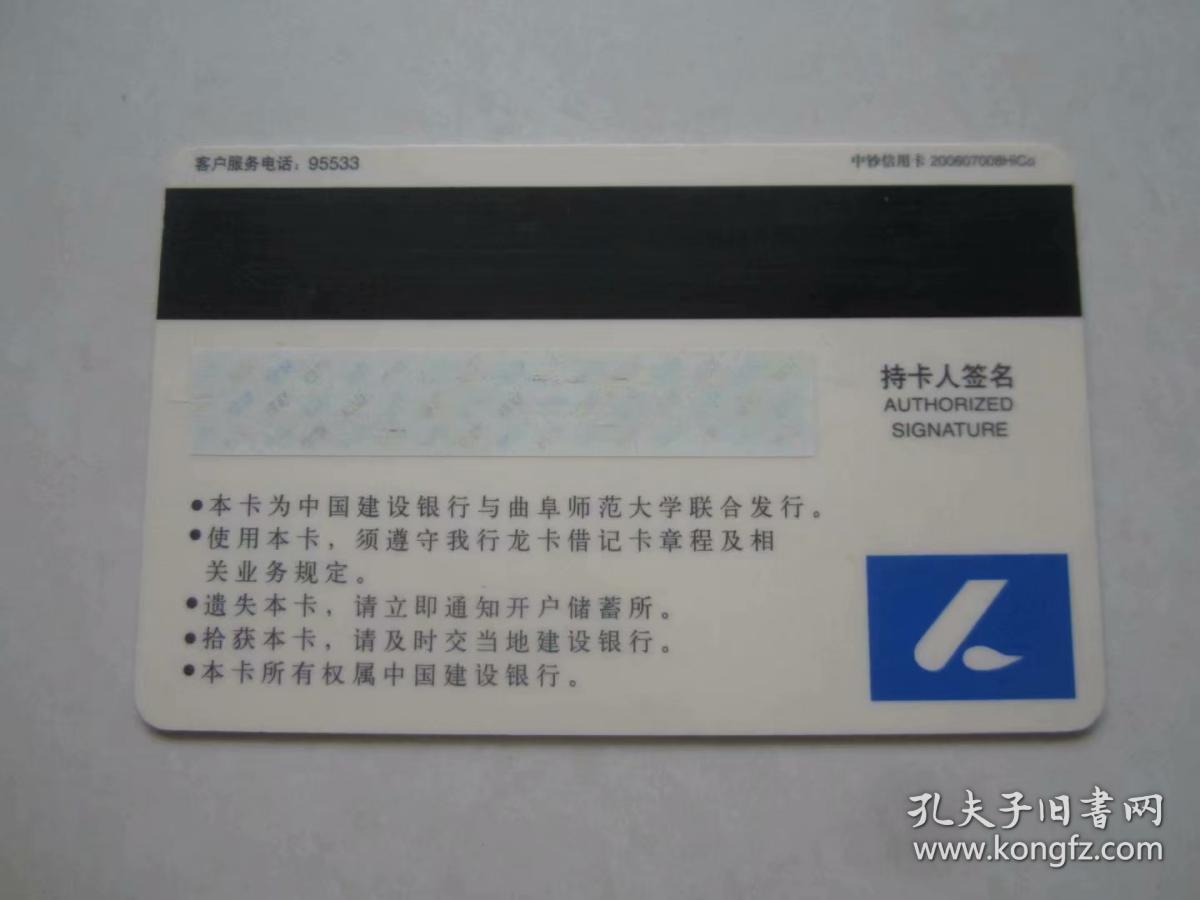 客户服务电话：95533
中钞信用卡 200607008HiCo
持卡人签名
AUTHORIZED
SIGNATURE
●本卡为中国建设银行与曲阜师范大学联合发行。
●使用本卡，须遵守我行龙卡借记卡章程及相
关业务规定。
●遗失本卡，请立即通知开户储蓄所。
●拾获本卡，请及时交当地建设银行。
●本卡所有权属中国建设银行。
孔夫子旧书网
www.kongfz.com